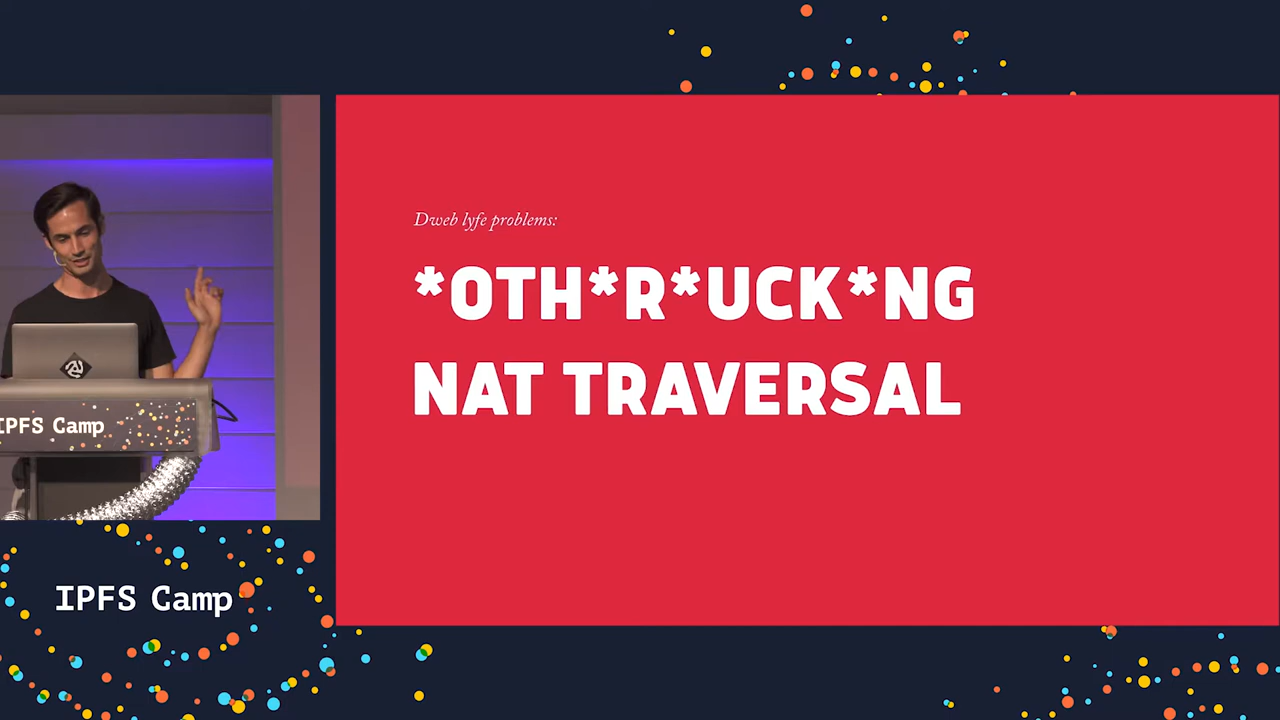 Dweb lyfe problems:
*OTH*R*UCK*NG
NAT TRAVERSAL
IPFS Camp
IPFS Camp